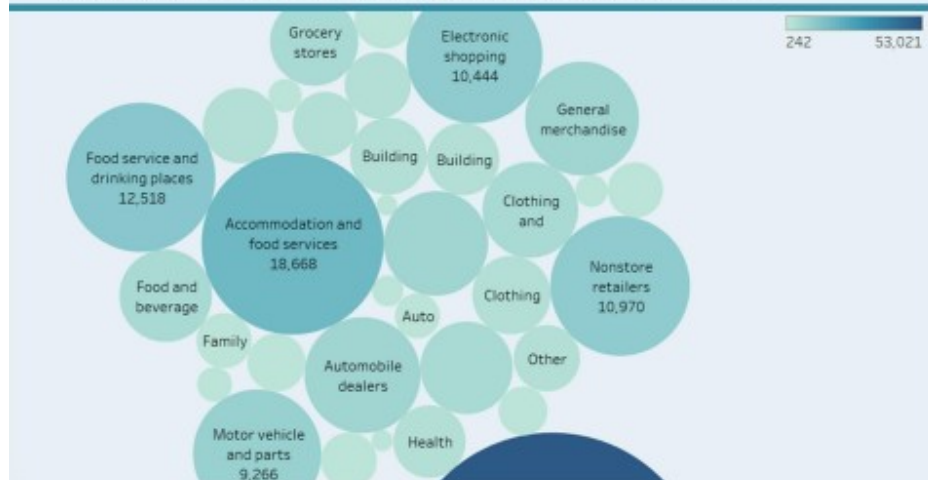 242 53,021
Grocery
stores
Electronic
shopping
10,444
General
merchandise
Building
Building
Food service and
drinking places
12,518
Accommodation and
food services
18,668
Clothing
and
Nonstore
retailers
10,970
Food and
beverage
Clothing
Auto
Family
Automobile
dealers
Other
Motor vehicle
and parts
9,266
Health